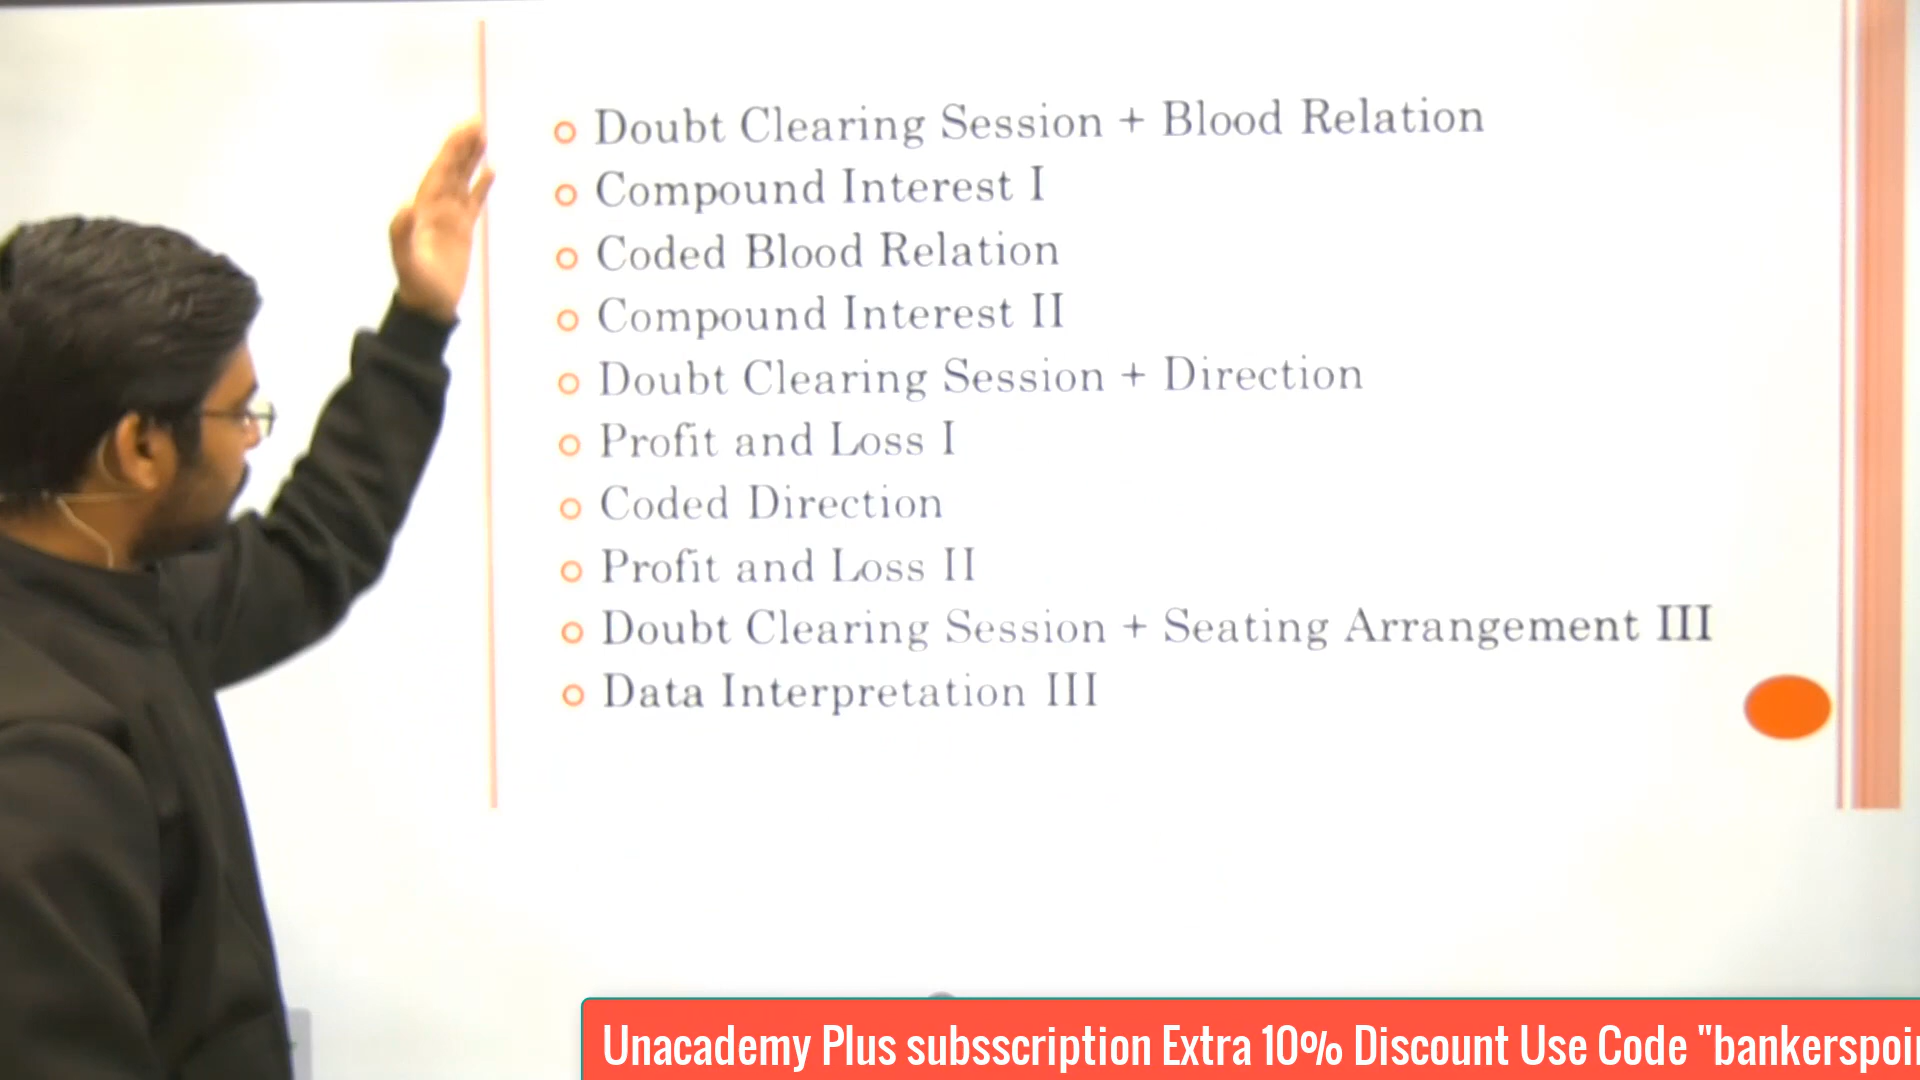 Doubt Clearing Session + Blood Relation
Compound Interest I
Coded Blood Relation
Compound Interest II
Doubt Clearing Session + Direction
Profit and Loss I
Coded Direction
Profit and Loss II
Doubt Clearing Session + Seating Arrangement III
Data Interpretation III
Unacademy Plus subsscription Extra 10% Discount Use Code "bankerspoi